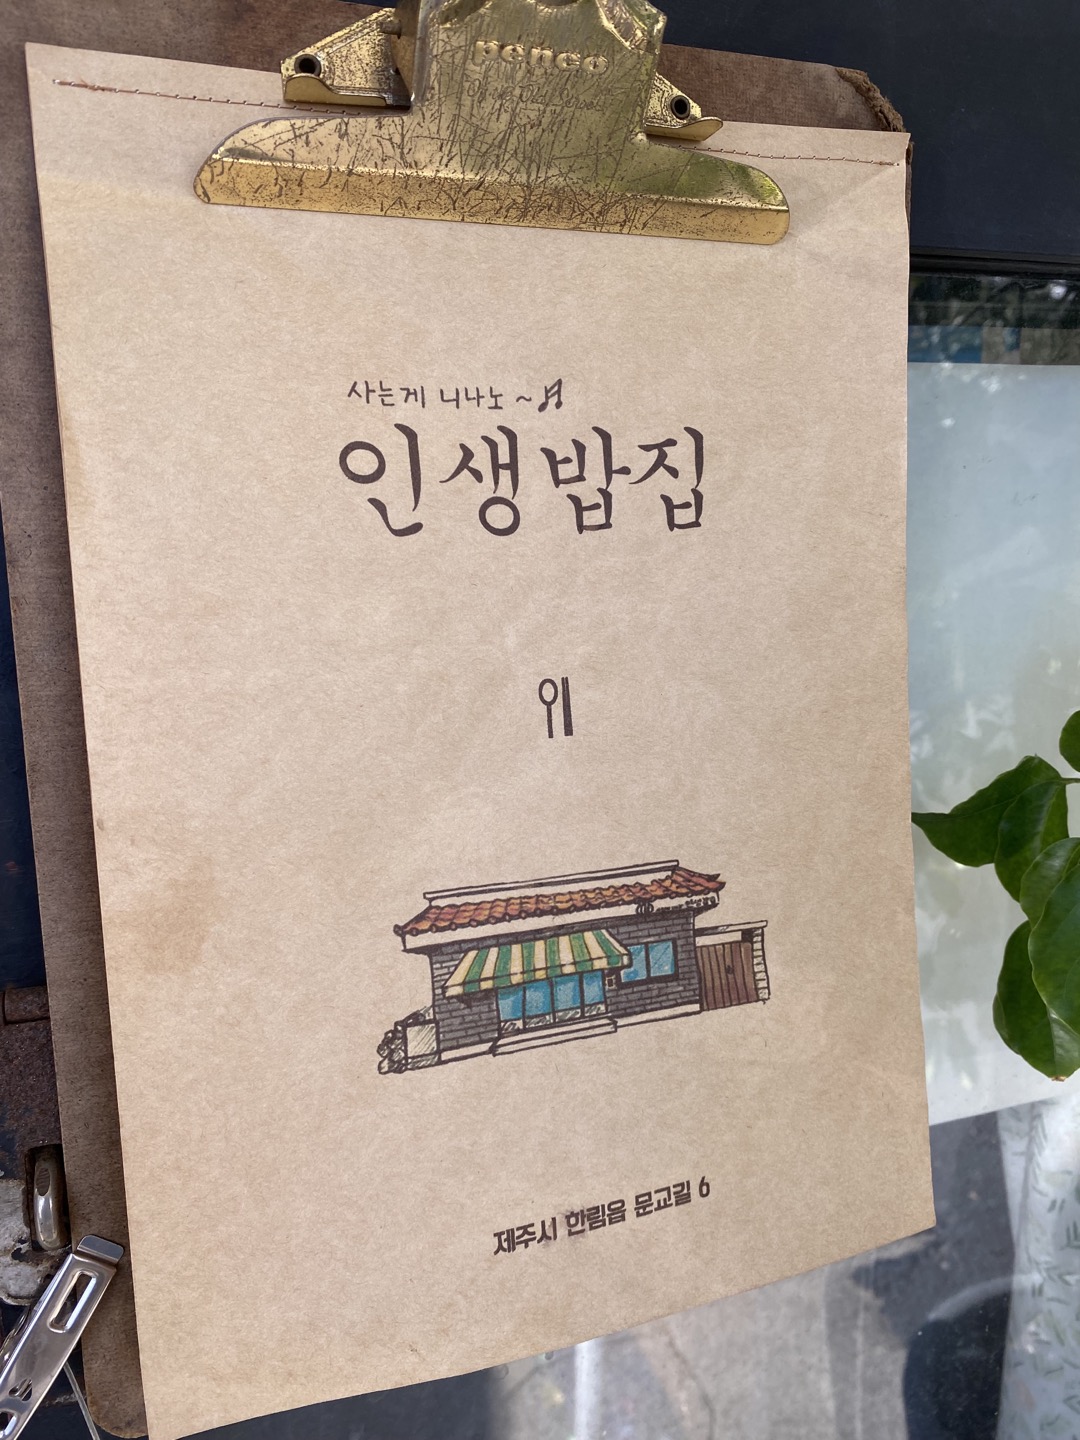 penco
사는게 니나노~
인생밥집
제주시 한림읍 문교길 6